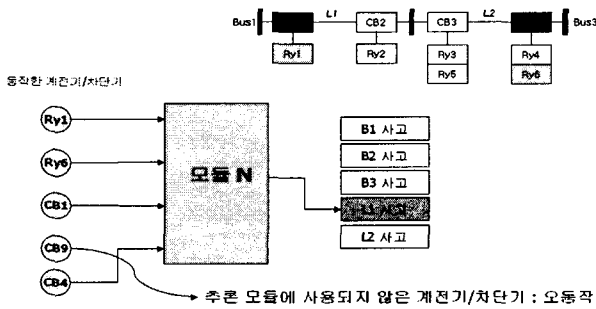 L1
L2
Bus1
CB2
CB3
Bus3
Ry1
Ry2
Ry3
Ry4
Ry5
Ry6
동작한 계전기/차단기
Ry1
Ry6
CB1
CB9
CB4
모듈 N
B1 사고
B2 사고
B3 사고
L1 사고
L2 사고
추론 모듈에 사용되지 않은 계전기/차단기 : 오동작